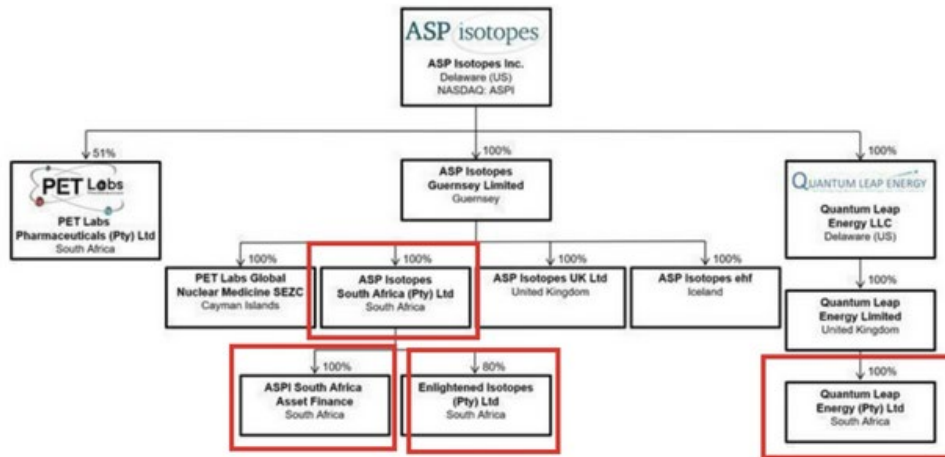 ASP isotopes
ASP Isotopes Inc.
Delaware (US)
NASDAQ: ASPI
51%
100%
100%
PET Labs
PET Labs
Pharmaceuticals (Pty) Ltd
South Africa
ASP Isotopes
Guernsey Limited
Guernsey
QUANTUM LEAP ENERGY
Quantum Leap
Energy LLC
Delaware (US)
100%
100%
100%
100%
100%
PET Labs Global
Nuclear Medicine SEZC
Cayman Islands
ASP Isotopes
South Africa (Pty) Ltd
South Africa
ASP Isotopes UK Ltd
United Kingdom
ASP Isotopes ehf
Iceland
Quantum Leap
Energy Limited
United Kingdom
100%
80%
100%
ASPI South Africa
Asset Finance
South Africa
Enlightened Isotopes
(Pty) Ltd
South Africa
Quantum Leap
Energy (Pty) Ltd
South Africa